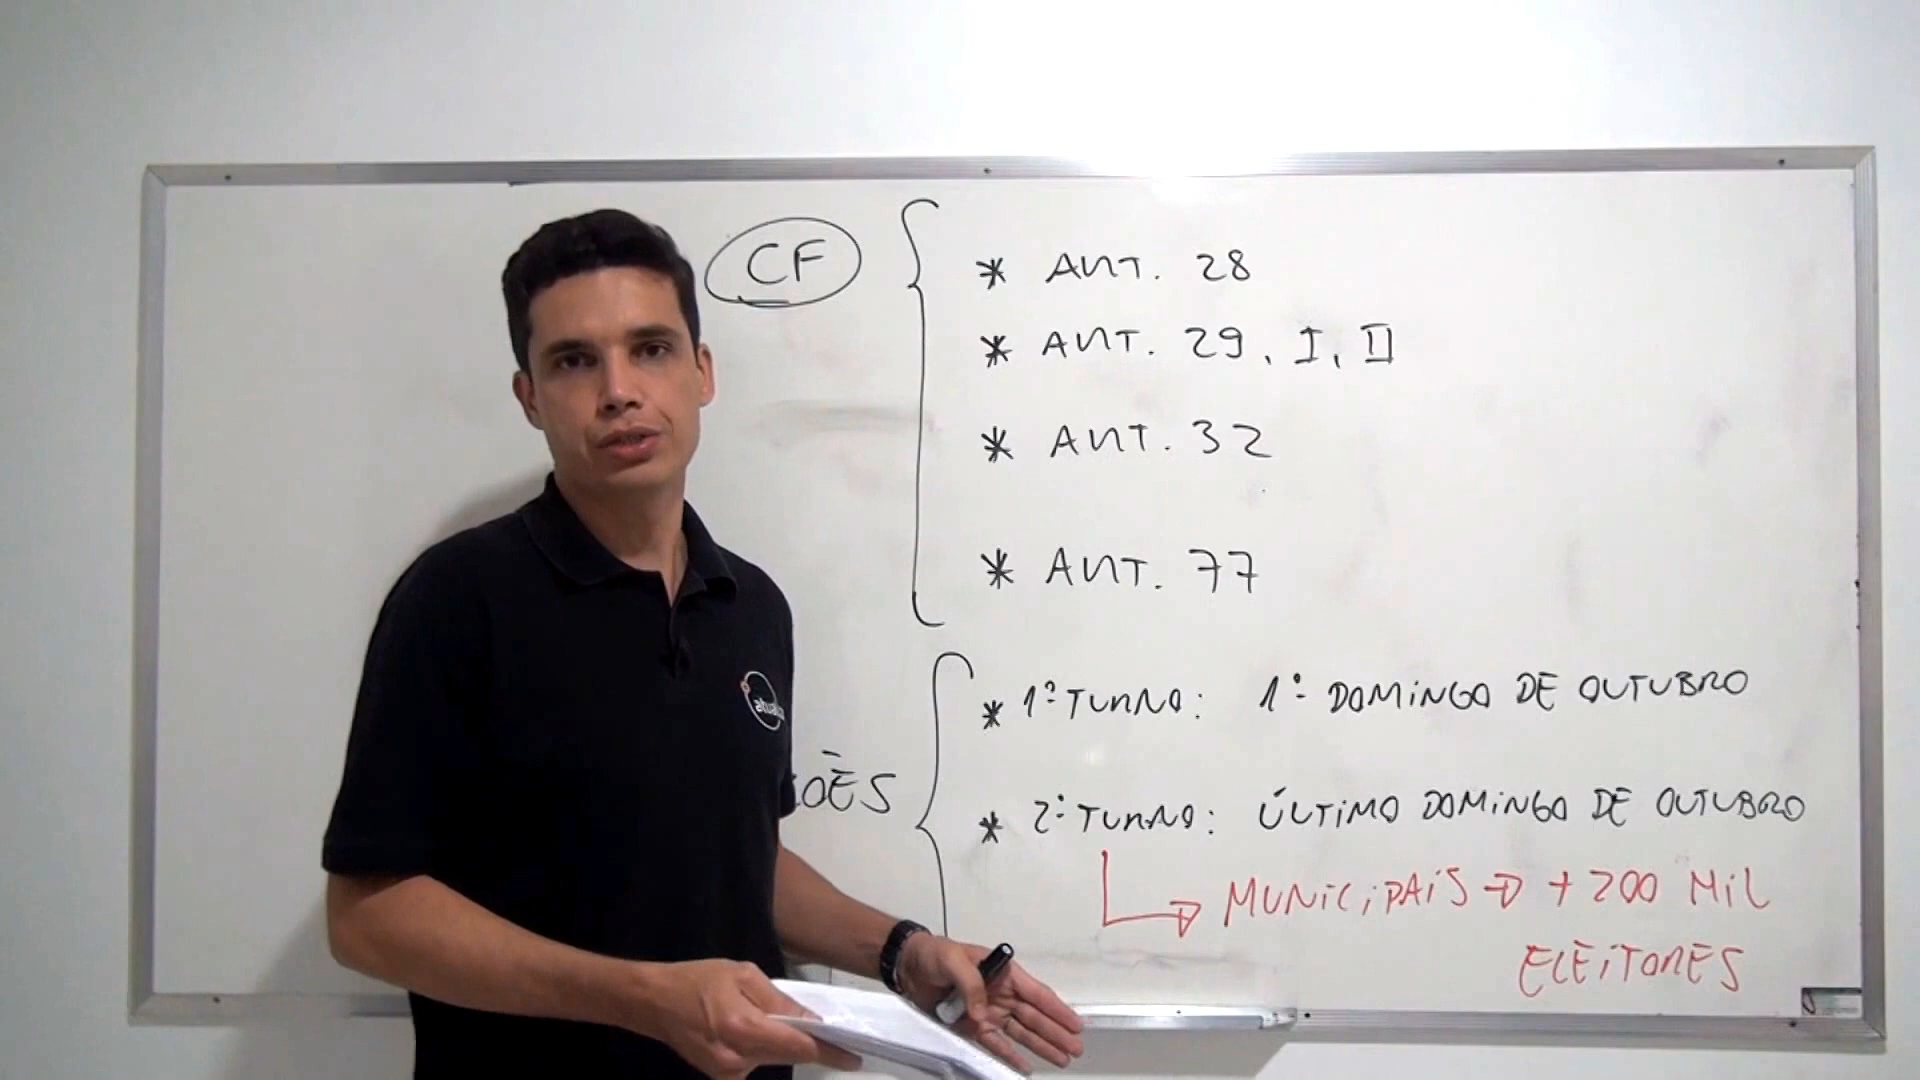 CF
* ART. 28
* ART. 29, I, II
* ART. 32
* ART. 77
ÕES
* 1º TURNO: 1º DOMINGO DE OUTUBRO
* 2º TURNO: ÚLTIMO DOMINGO DE OUTUBRO
MUNICIPAIS → + 200 MIL
ELEITORES